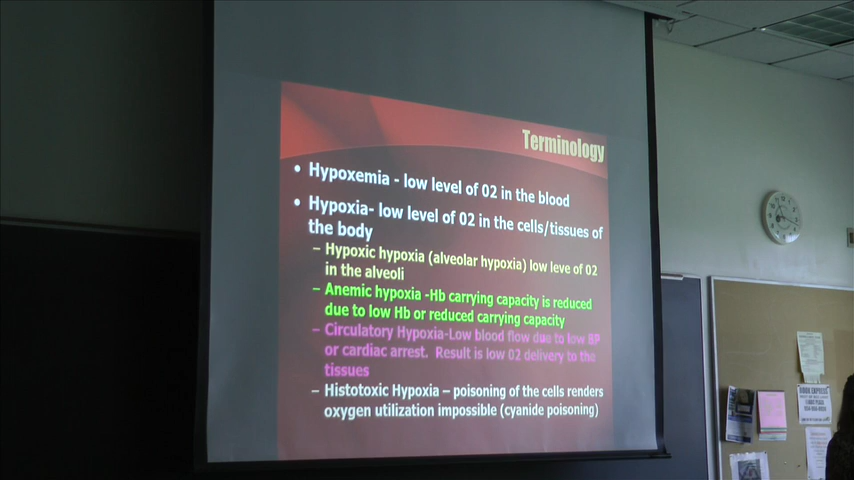 Terminology
• Hypoxemia - low level of 02 in the blood
• Hypoxia- low level of 02 in the cells/tissues of
the body
– Hypoxic hypoxia (alveolar hypoxia) low leve of 02
in the alveoli
– Anemic hypoxia -Hb carrying capacity is reduced
due to low Hb or reduced carrying capacity
– Circulatory Hypoxia-Low blood flow due to low BP
or cardiac arrest. Result is low 02 delivery to the
tissues
– Histotoxic Hypoxia – poisoning of the cells renders
oxygen utilization impossible (cyanide poisoning)
BOOK EXPRESS